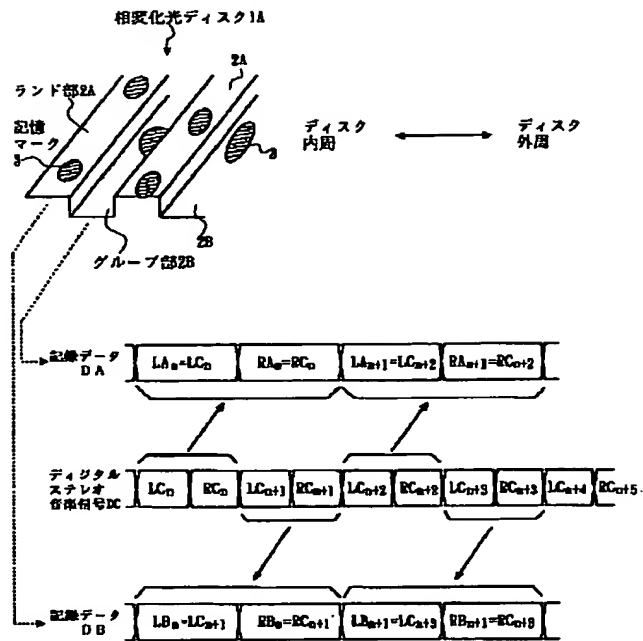 相変化光ディスク1A
2A
ランド部2A
記憶
マーク
3
ディスク
内周
ディスク
外周
3
2B
グループ部2B
記録データ
DA
LAn=LCn RAn=RCn LAn+1=LCn+2 RAn+1=RCn+2
ディジタル
ステレオ
音声信号DC
LCn RCn LCn+1 RCn+1 LCn+2 RCn+2 LCn+3 RCn+3 LCn+4 RCn+5
記録データ
DB
LBn=LCn+1 RBn=RCn+1 LBn+1=LCn+3 RBn+1=RCn+3